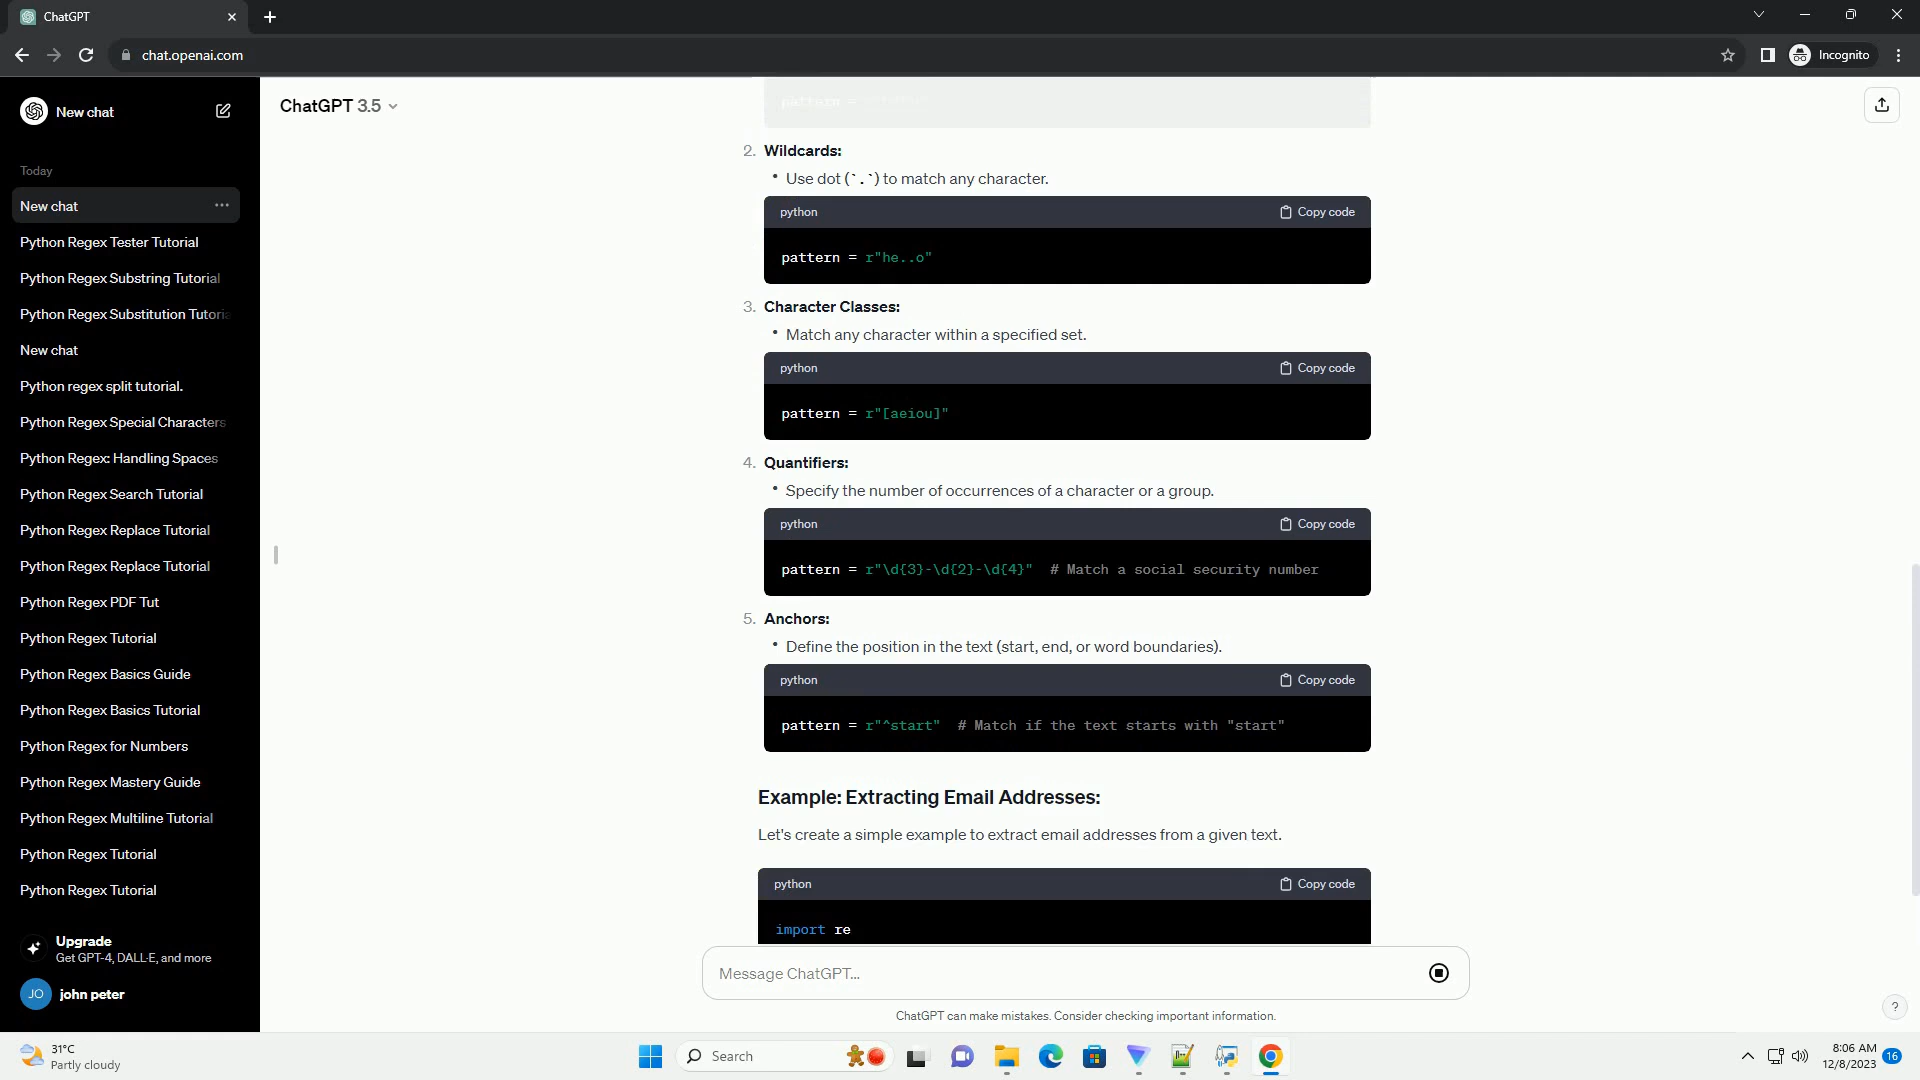 ChatGPT
chat.openai.com
Incognito
New chat
Today
New chat
Python Regex Tester Tutorial
Python Regex Substring Tutorial
Python Regex Substitution Tutoria
New chat
Python regex split tutorial.
Python Regex Special Characters
Python Regex: Handling Spaces
Python Regex Search Tutorial
Python Regex Replace Tutorial
Python Regex Replace Tutorial
Python Regex PDF Tut
Python Regex Tutorial
Python Regex Basics Guide
Python Regex Basics Tutorial
Python Regex for Numbers
Python Regex Mastery Guide
Python Regex Multiline Tutorial
Python Regex Tutorial
Python Regex Tutorial
Upgrade
Get GPT-4, DALL·E, and more
JO john peter
ChatGPT 3.5
pattern =
2. Wildcards:
• Use dot (`.`) to match any character.
python Copy code
pattern = r"he..o"
3. Character Classes:
• Match any character within a specified set.
python Copy code
pattern = r"[aeiou]"
4. Quantifiers:
• Specify the number of occurrences of a character or a group.
python Copy code
pattern = r"\d{3}-\d{2}-\d{4}" # Match a social security number
5. Anchors:
• Define the position in the text (start, end, or word boundaries).
python Copy code
pattern = r"^start" # Match if the text starts with "start"
Example: Extracting Email Addresses:
Let's create a simple example to extract email addresses from a given text.
python Copy code
import re
Message ChatGPT...
ChatGPT can make mistakes. Consider checking important information.
?
31°C
Partly cloudy
Search
8:06 AM
12/8/2023
16